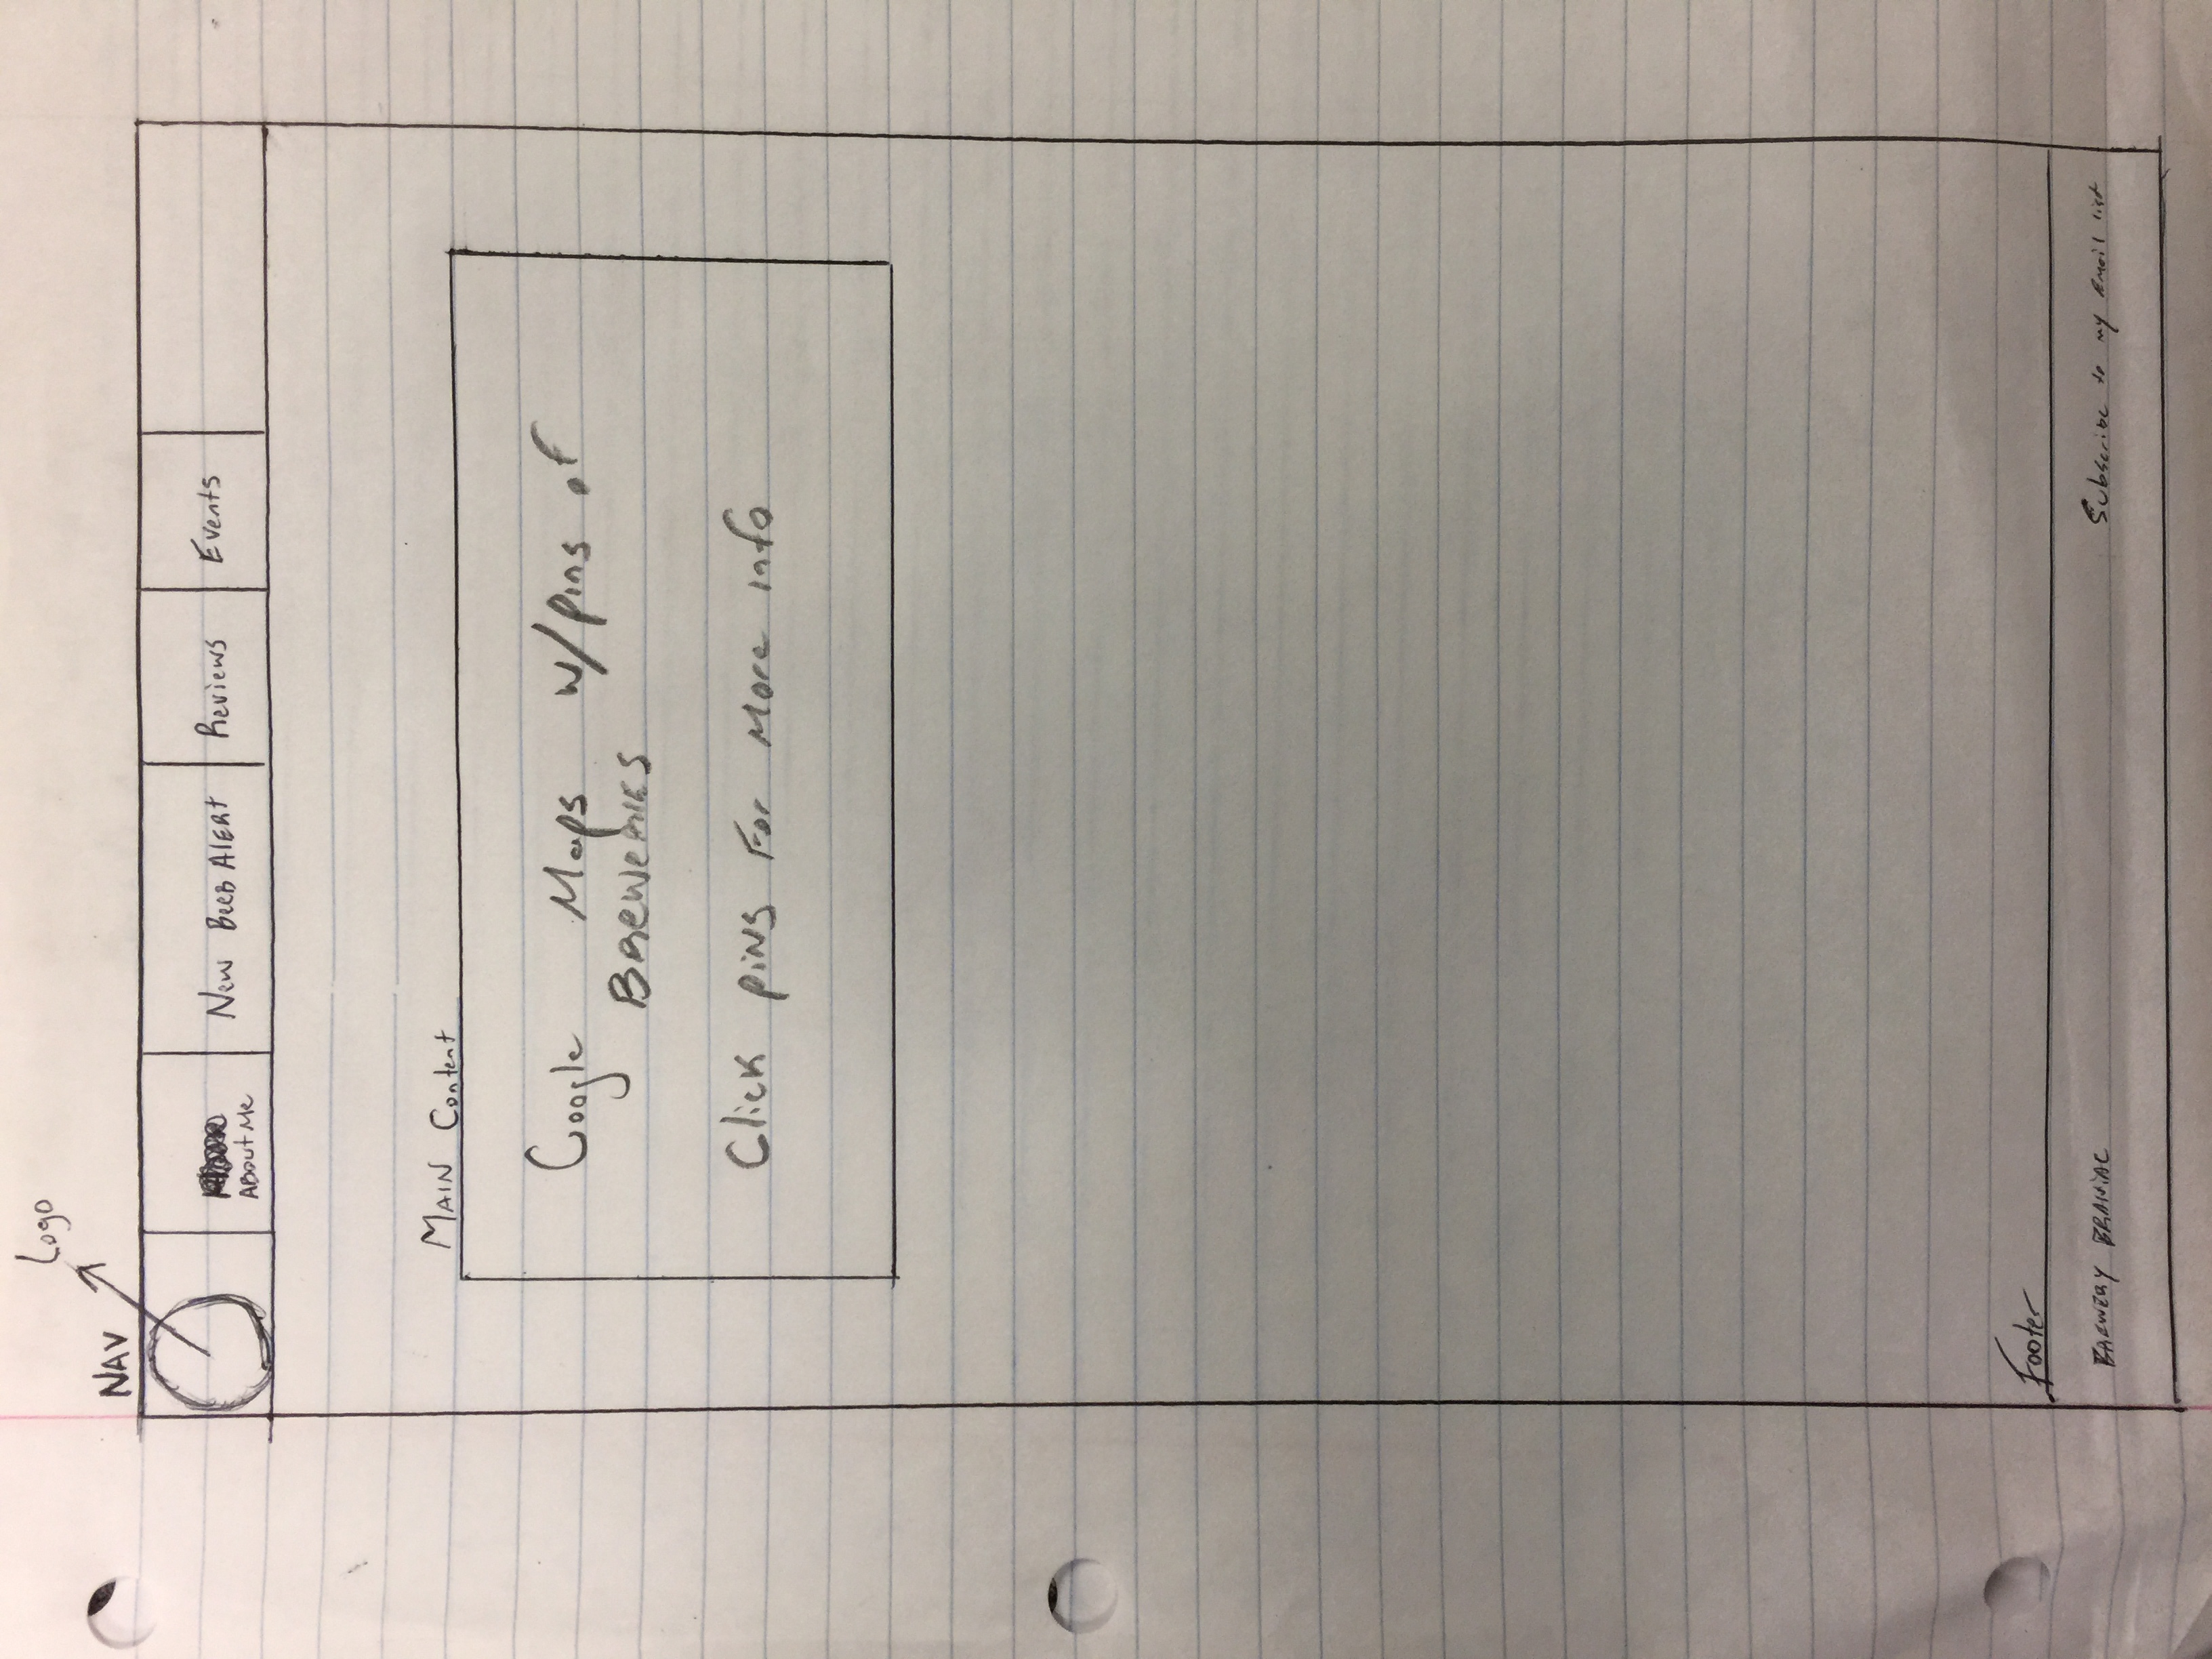 Logo
NAV
About Me
New Beer Alert
Reviews
Events
Main Content
Google Maps w/pins of
Breweries
Click pins for more info
Footer
Brewery Brainiac
Subscribe to my email list